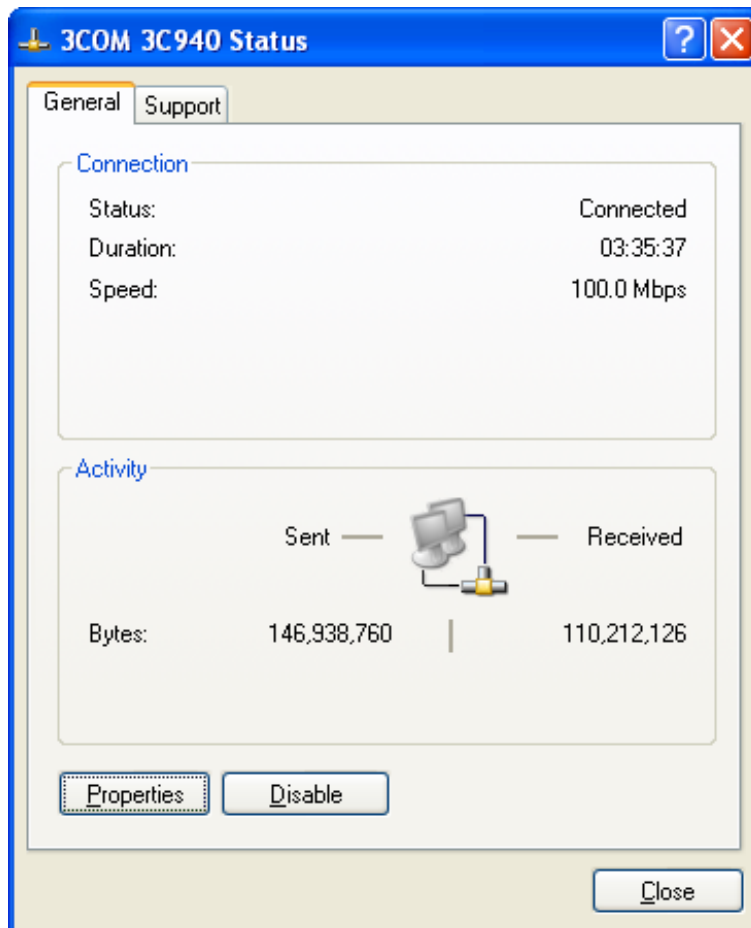 3COM 3C940 Status
General Support
Connection
Status: Connected
Duration: 03:35:37
Speed: 100.0 Mbps
Activity
Sent Received
Bytes: 146,938,760 110,212,126
Properties Disable
Close